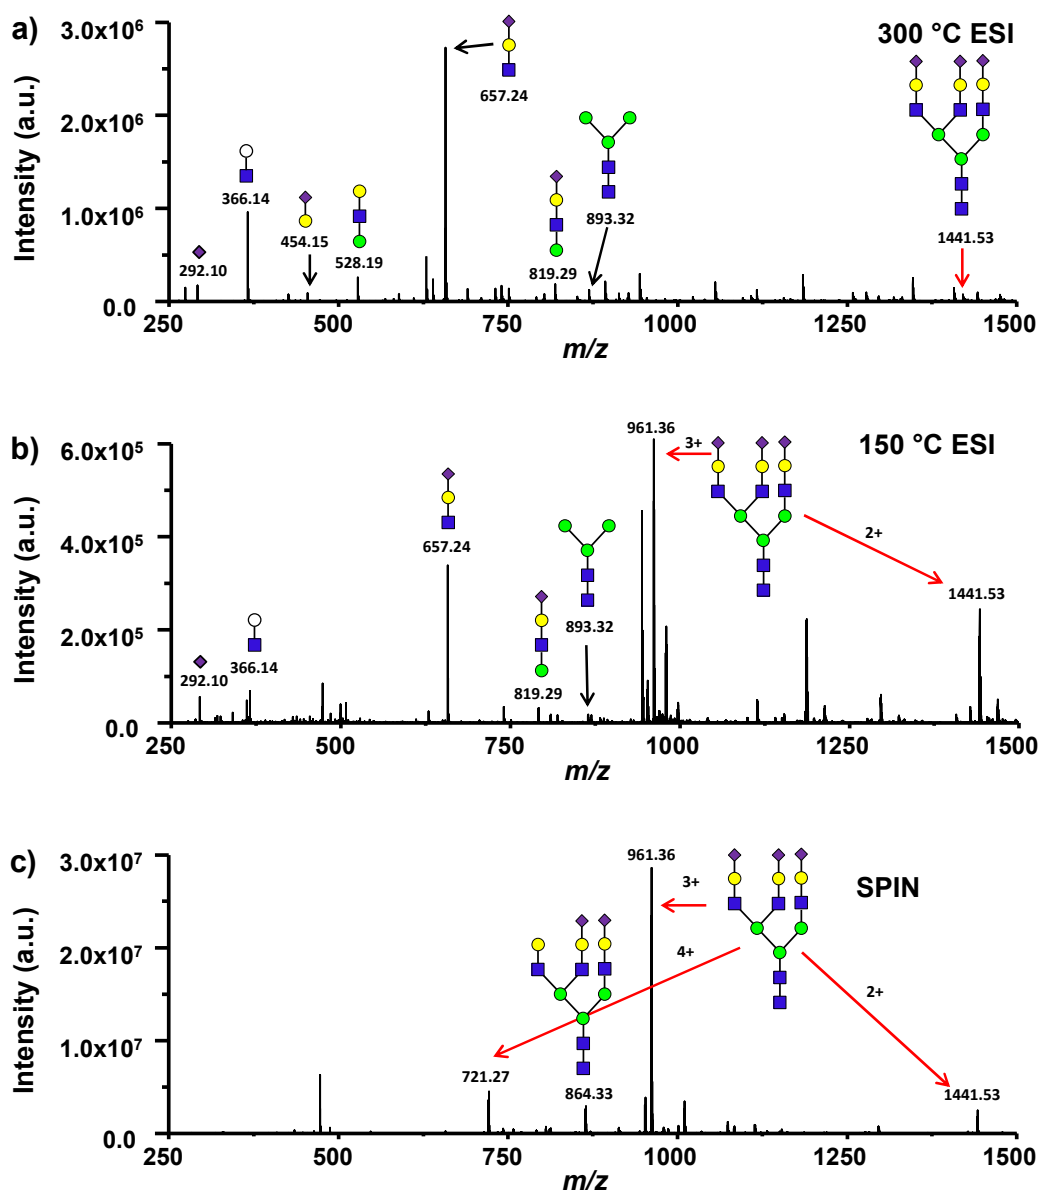 a)
300 °C ESI
Intensity (a.u.)
3.0x10⁶
2.0x10⁶
1.0x10⁶
0.0
657.24
366.14
454.15
292.10
528.19
819.29
893.32
1441.53
250
500
750
1000
1250
1500
m/z
b)
150 °C ESI
Intensity (a.u.)
6.0x10⁵
4.0x10⁵
2.0x10⁵
0.0
961.36
3+
2+
657.24
1441.53
893.32
366.14
292.10
819.29
250
500
750
1000
1250
1500
m/z
c)
SPIN
Intensity (a.u.)
3.0x10⁷
2.0x10⁷
1.0x10⁷
0.0
961.36
3+
4+
2+
721.27
864.33
1441.53
250
500
750
1000
1250
1500
m/z